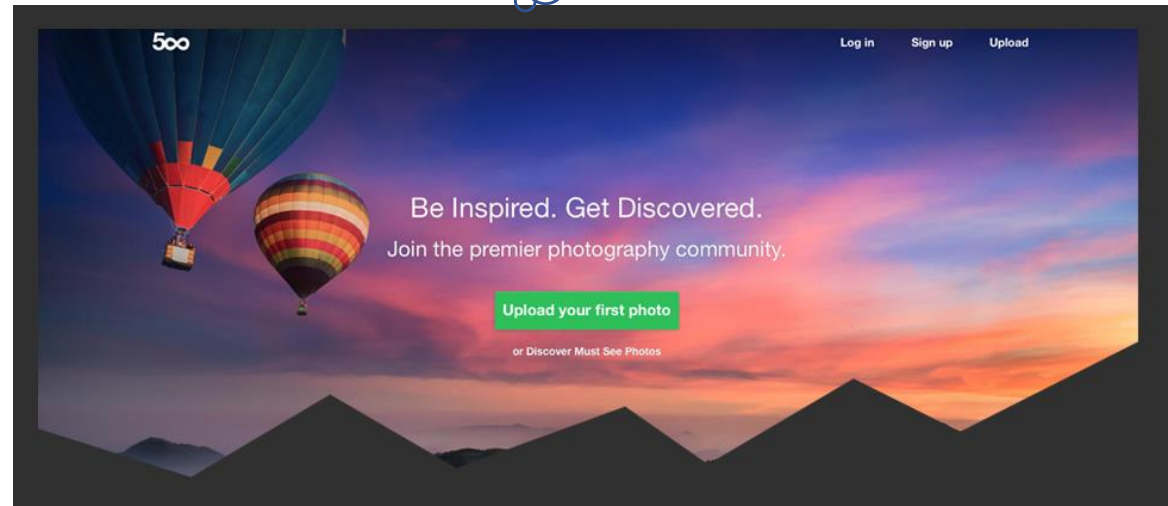 500
Log in Sign up Upload
Be Inspired. Get Discovered.
Join the premier photography community.
Upload your first photo
or Discover Must See Photos